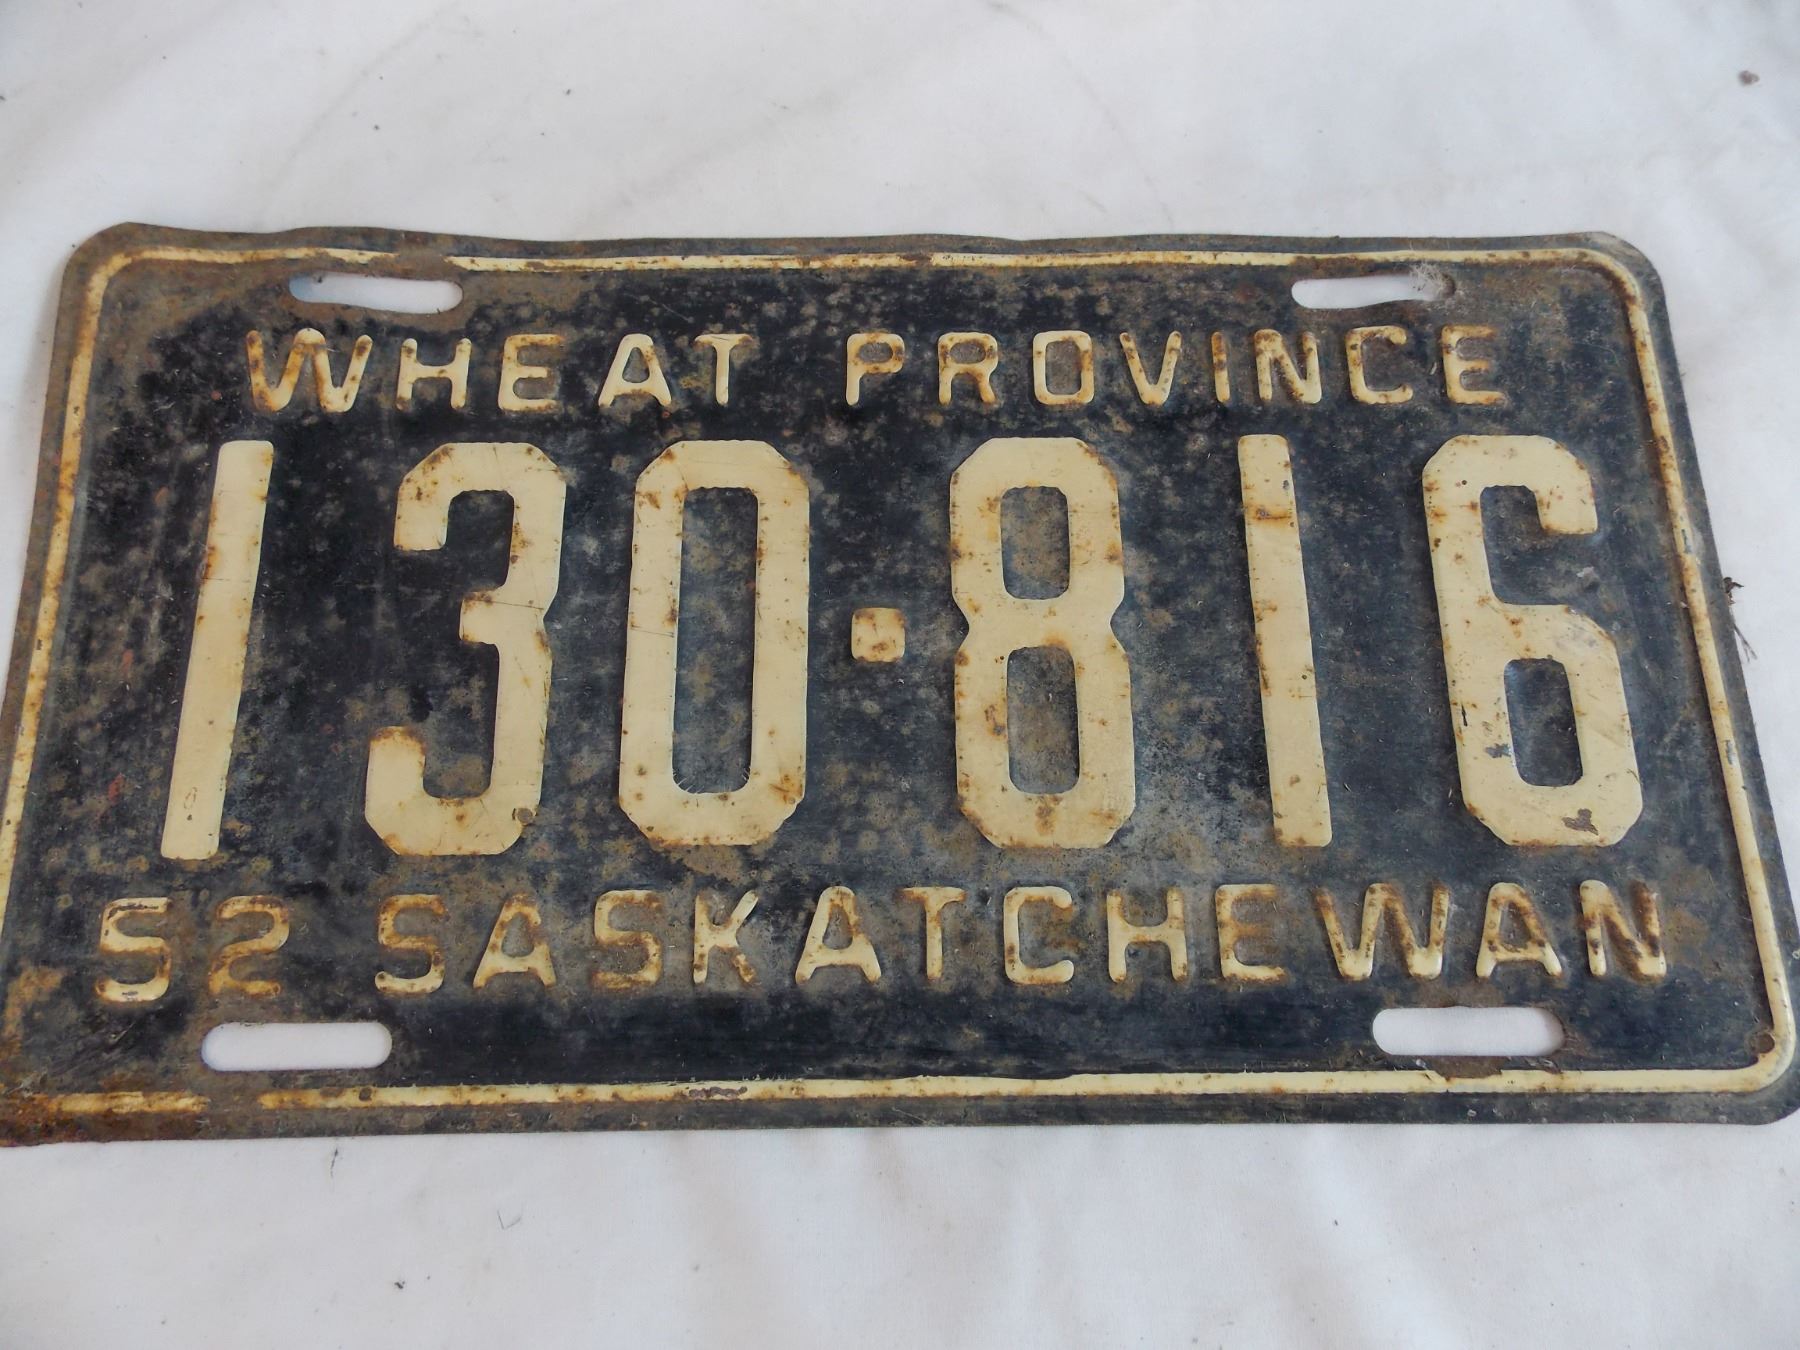 WHEAT PROVINCE
130·816
52 SASKATCHEWAN